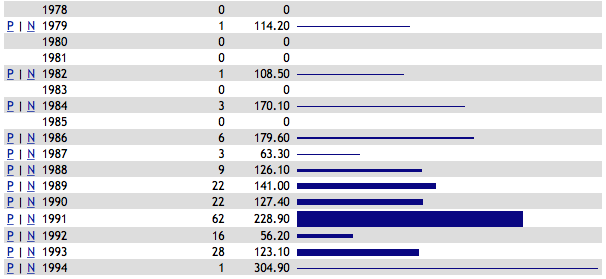 1978 0 0
P | N 1979 1 114.20
1980 0 0
1981 0 0
P | N 1982 1 108.50
1983 0 0
P | N 1984 3 170.10
1985 0 0
P | N 1986 6 179.60
P | N 1987 3 63.30
P | N 1988 9 126.10
P | N 1989 22 141.00
P | N 1990 22 127.40
P | N 1991 62 228.90
P | N 1992 16 56.20
P | N 1993 28 123.10
P | N 1994 1 304.90